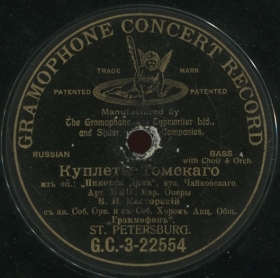 GRAMOPHONE CONCERT RECORD
TRADE MARK
PATENTED PATENTED
Manufactured by
The Gramophone Typewriter Ltd.,
and Sister Companies.
RUSSIAN
BASS
with Choir & Orch.
Куплеты Томскаго
изъ оп.: "Пиковая Дама", муз. Чайковскаго.
Арт. ИМП. Рус. Оперы
В. И. Касторскій
съ ак. Соб. Орк. и съ Соб. Хоромъ Акц. Общ.
"Граммофонъ".
ST. PETERSBURG.
G.C.-3-22554